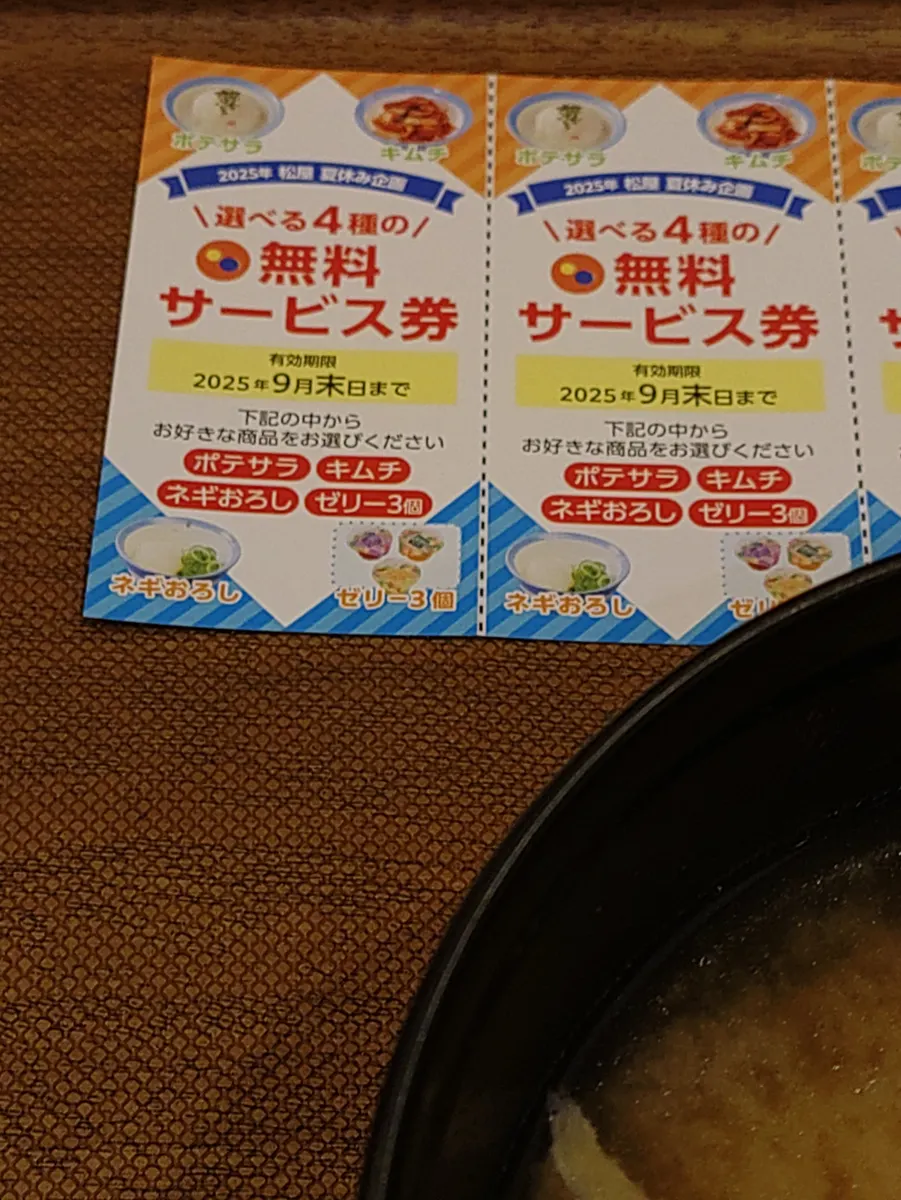 ポテサラ
キムチ
2025年 松屋 夏休み企画
\ 選べる4種の /
無料
サービス券
有効期限
2025年9月末日まで
下記の中から
お好きな商品をお選びください
ポテサラ キムチ
ネギおろし ゼリー3個
ネギおろし
ゼリー3個
ポテサラ
キムチ
2025年 松屋 夏休み企画
\ 選べる4種の /
無料
サービス券
有効期限
2025年9月末日まで
下記の中から
お好きな商品をお選びください
ポテサラ キムチ
ネギおろし ゼリー3個
ネギおろし
ゼリ
ポテ